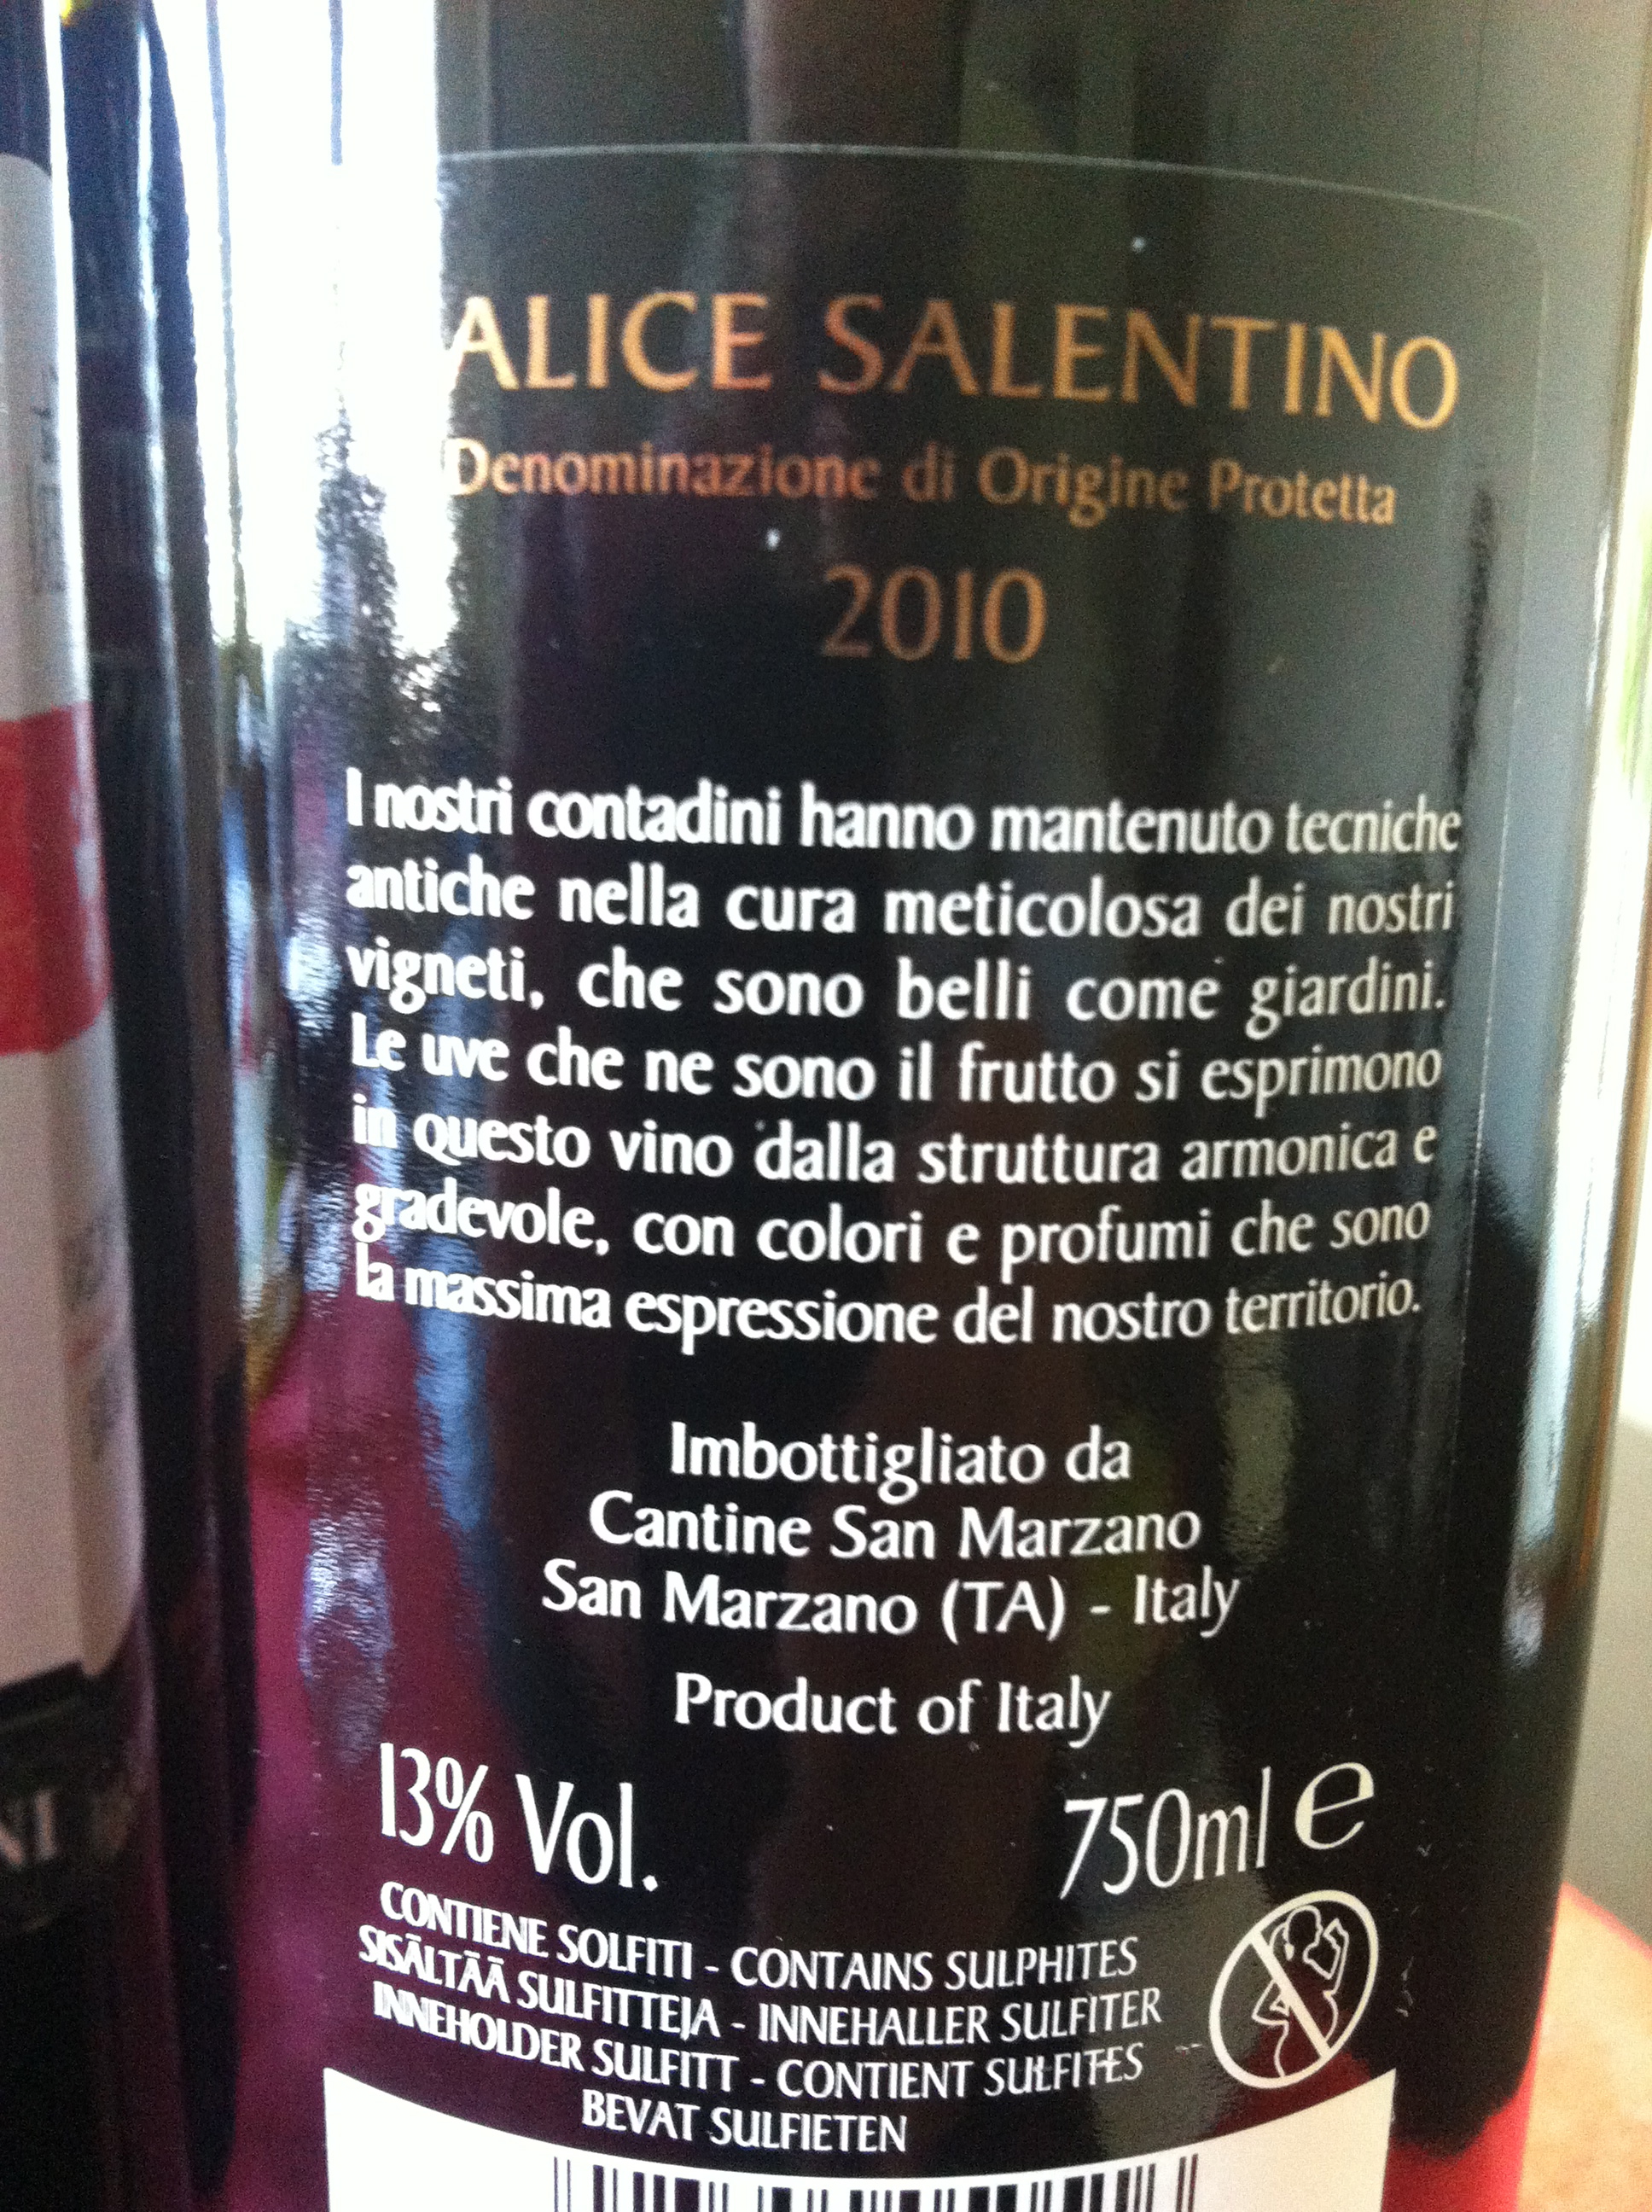 ALICE SALENTINO
Denominazione di Origine Protetta
2010
I nostri contadini hanno mantenuto tecniche
antiche nella cura meticolosa dei nostri
vigneti, che sono belli come giardini.
Le uve che ne sono il frutto si esprimono
in questo vino dalla struttura armonica e
gradevole, con colori e profumi che sono
la massima espressione del nostro territorio.
Imbottigliato da
Cantine San Marzano
San Marzano (TA) - Italy
Product of Italy
13% Vol.
750ml e
CONTIENE SOLFITI - CONTAINS SULPHITES
SISÄLTÄÄ SULFITTEJA - INNEHALLER SULFITER
INNEHOLDER SULFITT - CONTIENT SULFITES
BEVAT SULFIETEN